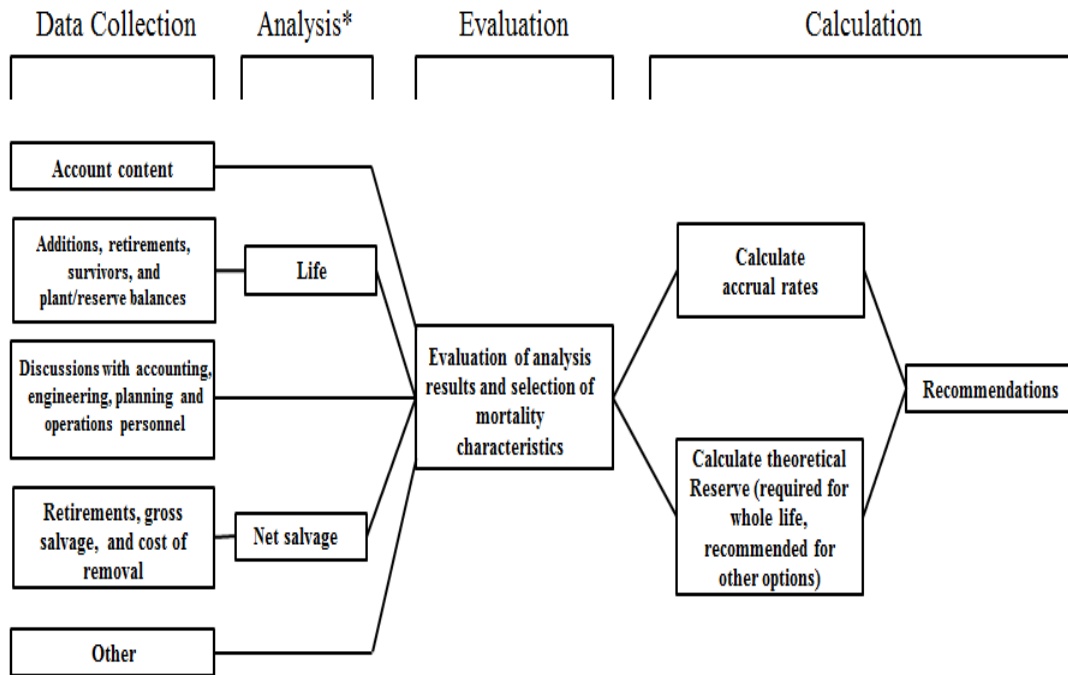 Data Collection
Analysis*
Evaluation
Calculation
Account content
Additions, retirements,
survivors, and
plant/reserve balances
Life
Discussions with accounting,
engineering, planning and
operations personnel
Retirements, gross
salvage, and cost of
removal
Net salvage
Other
Evaluation of analysis
results and selection of
mortality
characteristics
Calculate
accrual rates
Calculate theoretical
Reserve (required for
whole life,
recommended for
other options)
Recommendations